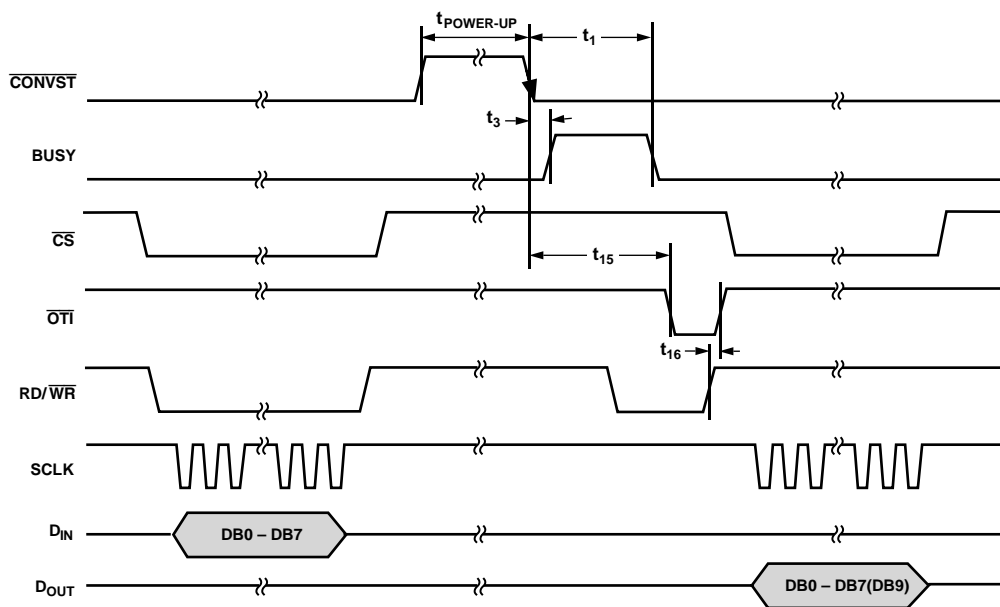 tPOWER-UP
t1
CONVST
t3
BUSY
CS
t15
OTI
t16
RD/WR
SCLK
DIN
DB0 – DB7
DOUT
DB0 – DB7(DB9)